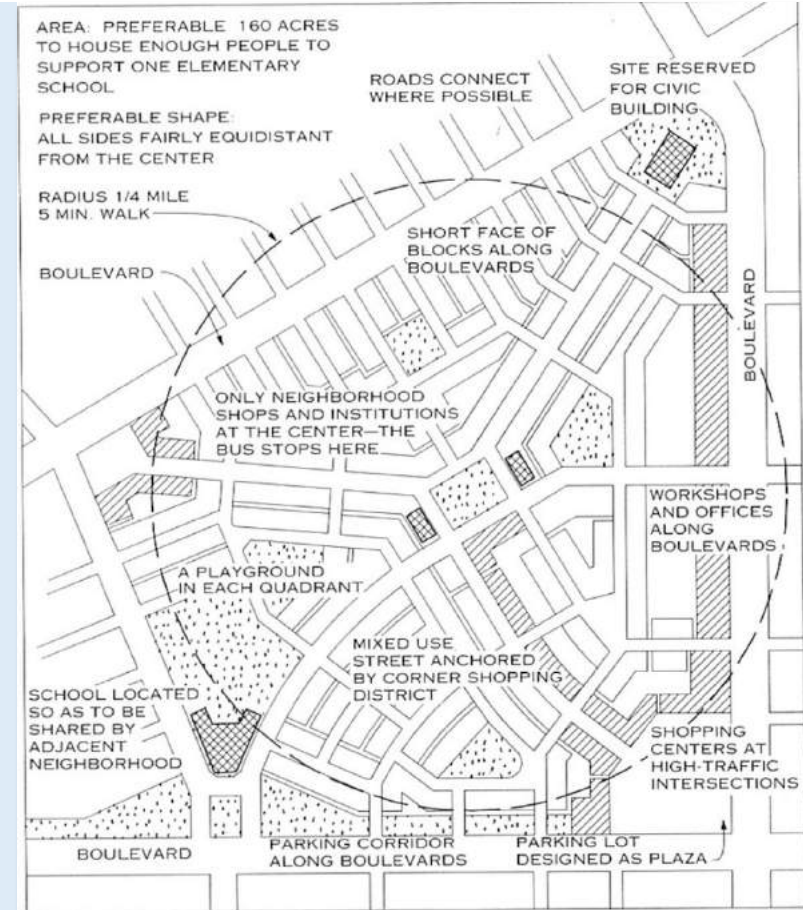 AREA: PREFERABLE 160 ACRES
TO HOUSE ENOUGH PEOPLE TO
SUPPORT ONE ELEMENTARY
SCHOOL
PREFERABLE SHAPE:
ALL SIDES FAIRLY EQUIDISTANT
FROM THE CENTER
RADIUS 1/4 MILE
5 MIN. WALK
BOULEVARD
ROADS CONNECT
WHERE POSSIBLE
SITE RESERVED
FOR CIVIC
BUILDING
SHORT FACE OF
BLOCKS ALONG
BOULEVARDS
BOULEVARD
ONLY NEIGHBORHOOD
SHOPS AND INSTITUTIONS
AT THE CENTER—THE
BUS STOPS HERE
WORKSHOPS
AND OFFICES
ALONG
BOULEVARDS
A PLAYGROUND
IN EACH QUADRANT
MIXED USE
STREET ANCHORED
BY CORNER SHOPPING
DISTRICT
SCHOOL LOCATED
SO AS TO BE
SHARED BY
ADJACENT
NEIGHBORHOOD
SHOPPING
CENTERS AT
HIGH-TRAFFIC
INTERSECTIONS
BOULEVARD
PARKING CORRIDOR
ALONG BOULEVARDS
PARKING LOT
DESIGNED AS PLAZA